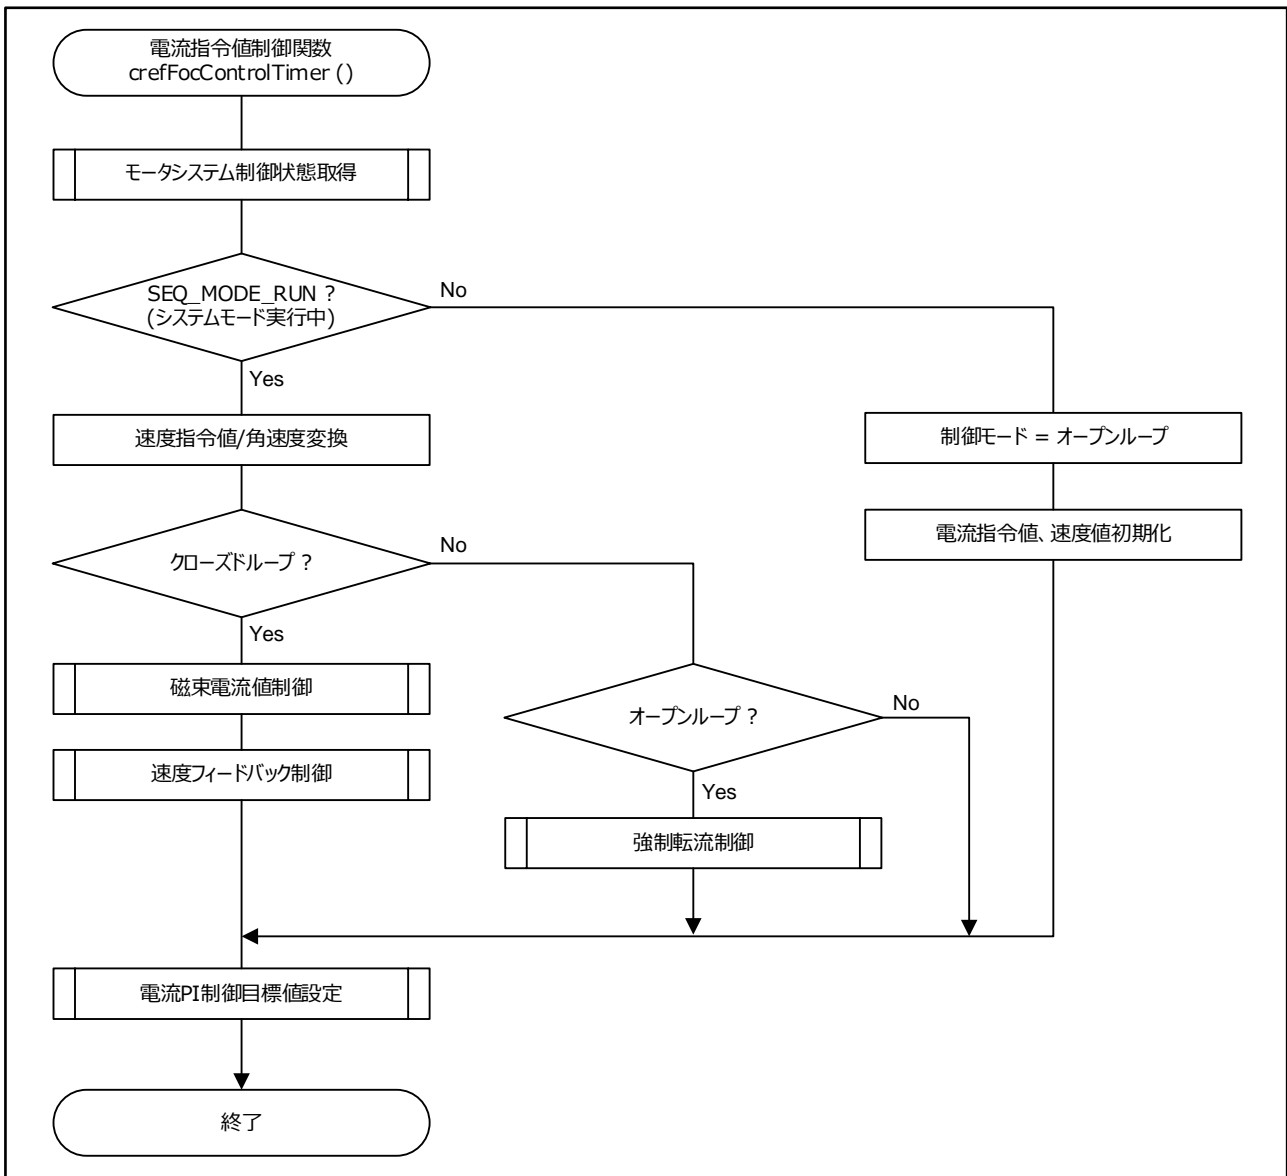 電流指令値制御関数
crefFocControlTimer ()
モータシステム制御状態取得
SEQ_MODE_RUN ?
(システムモード実行中)
No
Yes
速度指令値/角速度変換
制御モード = オープンループ
電流指令値、速度値初期化
クローズドループ ?
No
Yes
磁束電流値制御
オープンループ ?
No
速度フィードバック制御
Yes
強制転流制御
電流PI制御目標値設定
終了